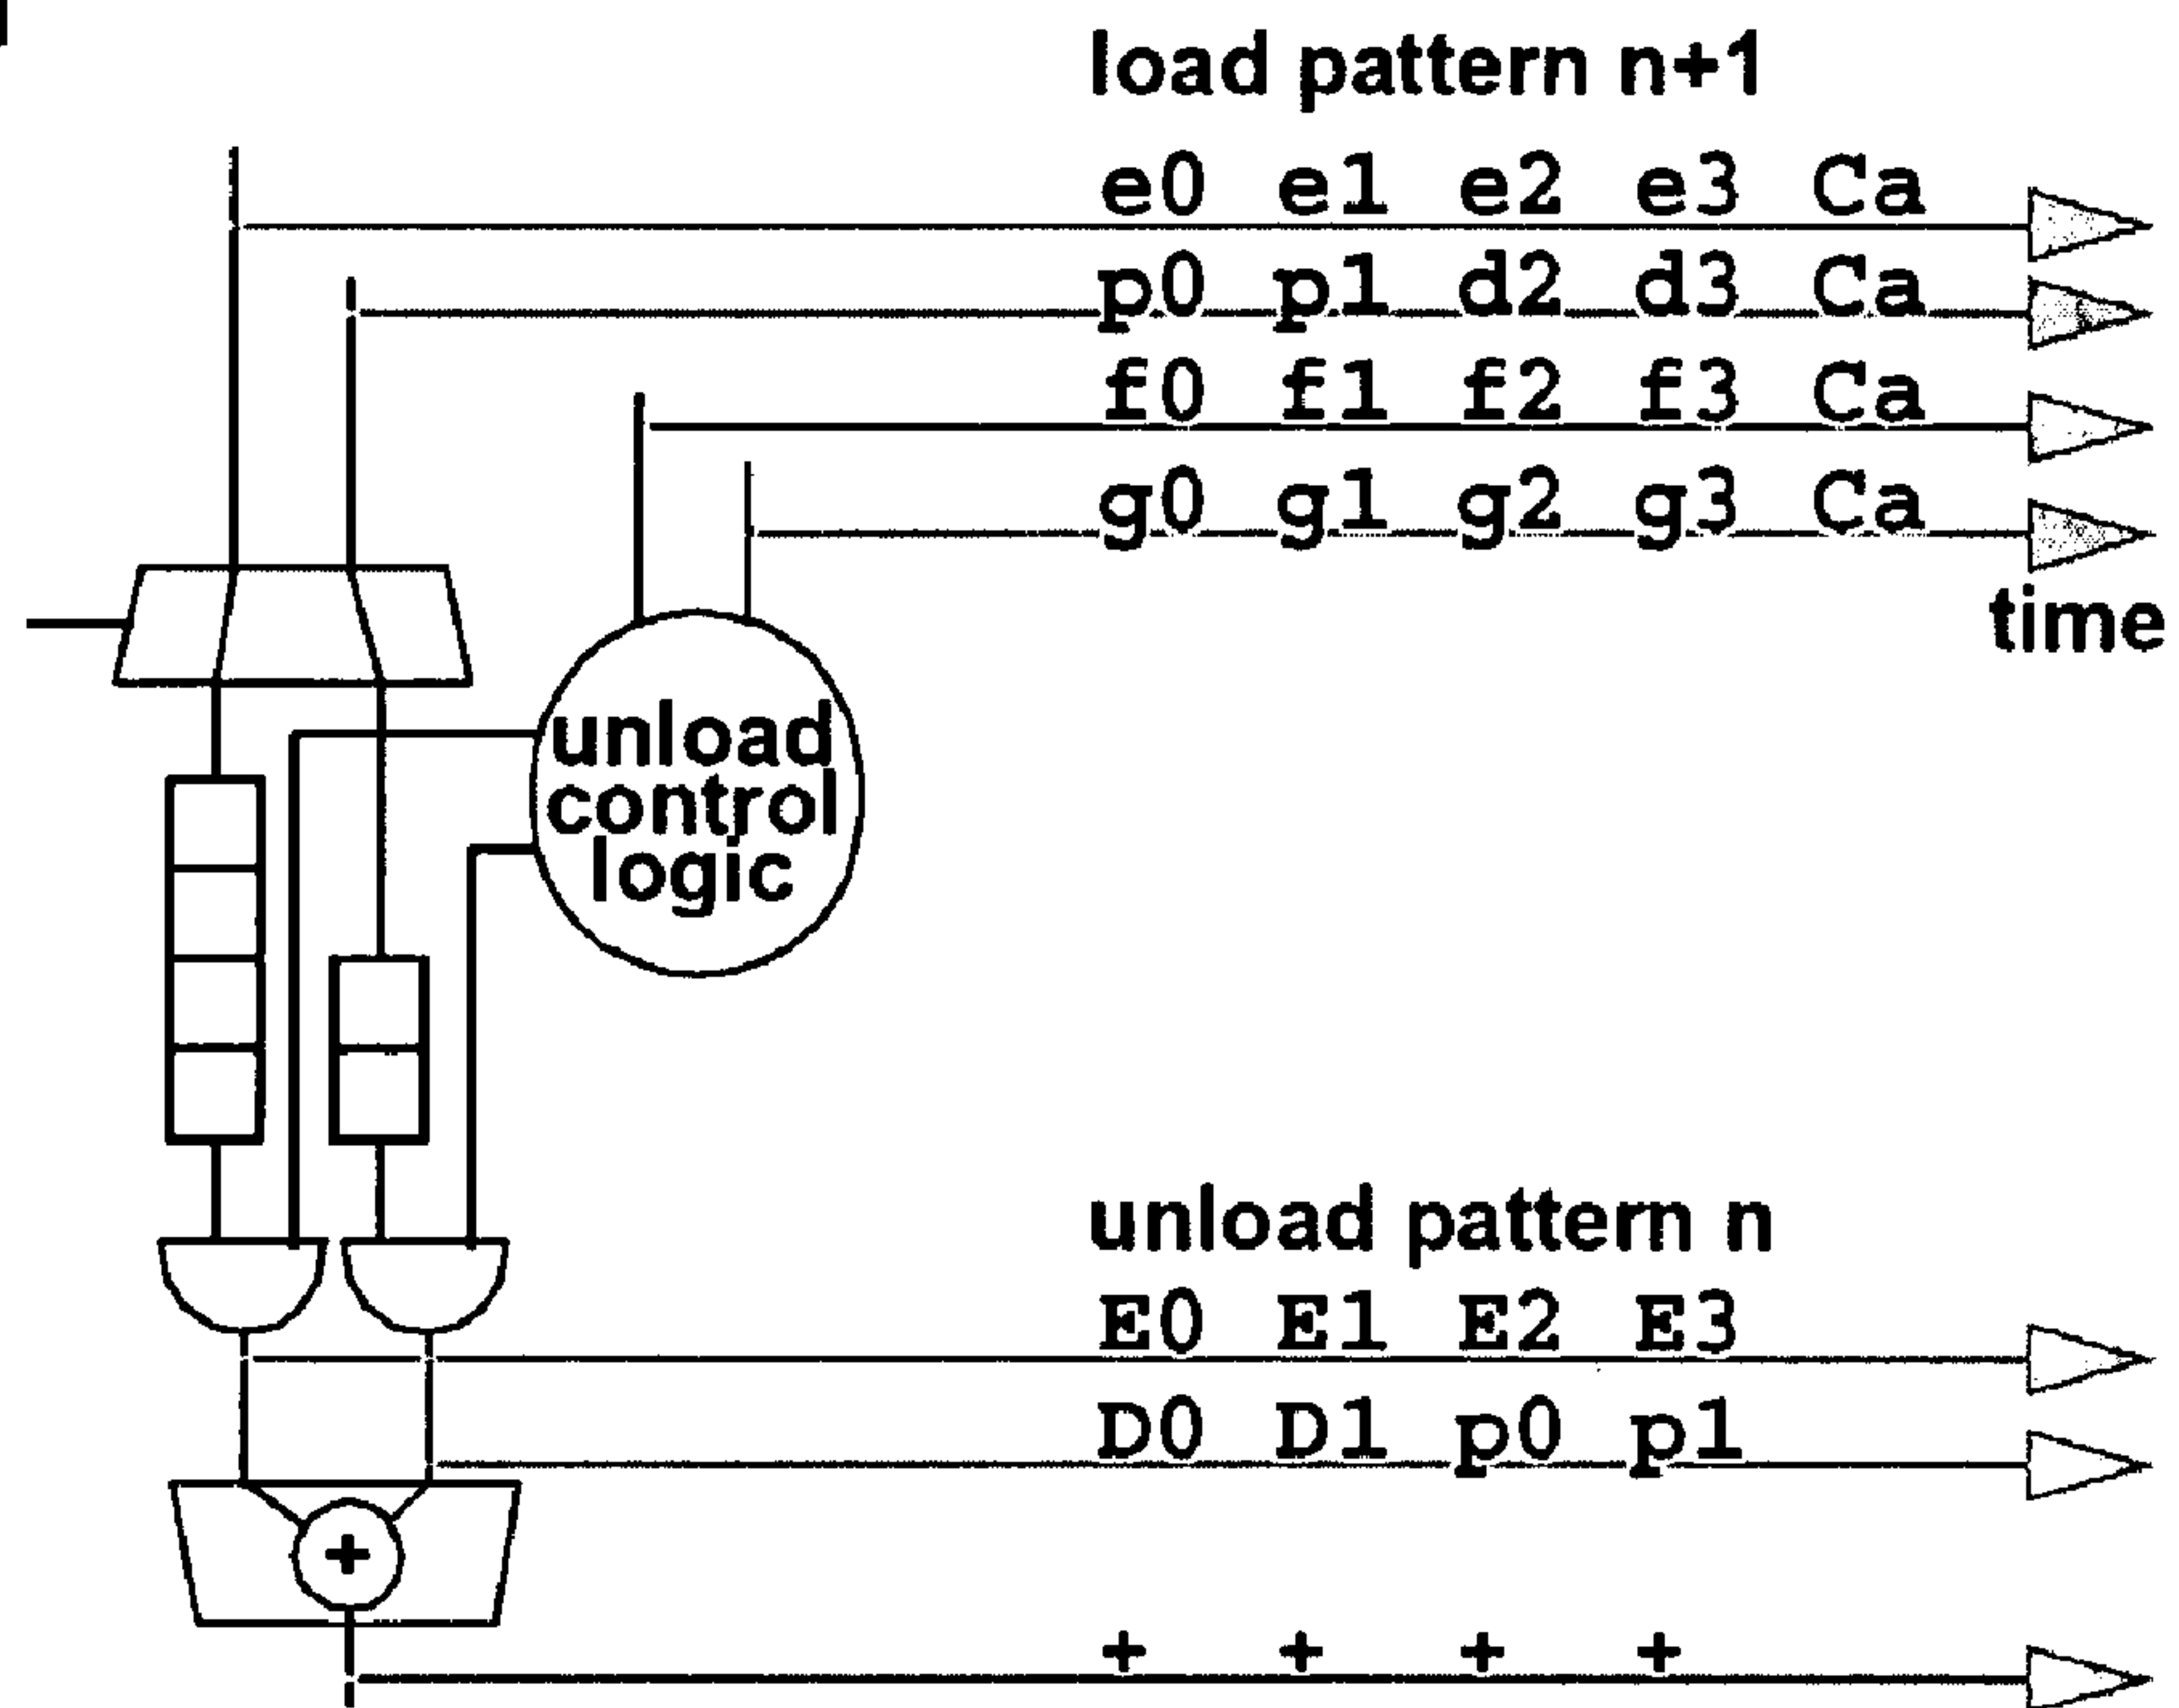 load pattern n+1
e0 e1 e2 e3 Ca
p0 p1 d2 d3 Ca
f0 f1 f2 f3 Ca
g0 g1 g2 g3 Ca
time
unload
control
logic
unload pattern n
E0 E1 E2 E3
D0 D1 p0 p1
+
+ + + +